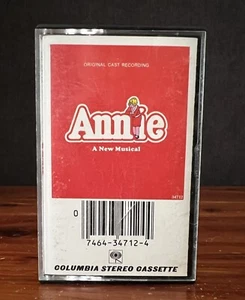 ORIGINAL CAST RECORDING
Annie
A New Musical
34712
0
7464-34712-4
COLUMBIA STEREO CASSETTE